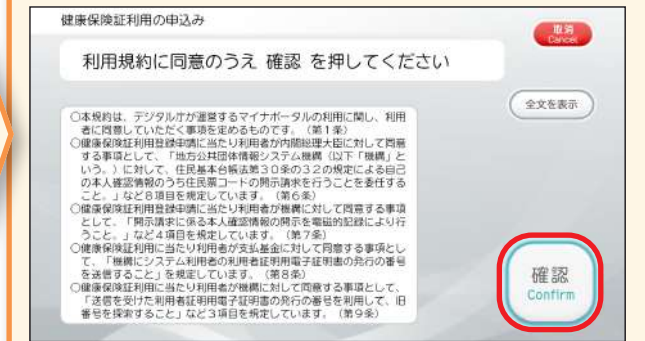 健康保険証利用の申込み
取消
Cancel
利用規約に同意のうえ 確認 を押してください
全文を表示
○本規約は、デジタル庁が運営するマイナポータルの利用に関し、利用
者に同意していただく事項を定めるものです。（第１条）
○健康保険証利用登録申請に当たり利用者が内閣総理大臣に対して同意
する事項として、「地方公共団体情報システム機構（以下「機構」と
いう。）に対して、住民基本台帳法第３０条の３２の規定による自己
の本人確認情報のうち住民票コードの開示請求を行うことを委任する
こと。」など８項目を規定しています。（第６条）
○健康保険証利用登録申請に当たり利用者が機構に対して同意する事項
として、「開示請求に係る本人確認情報の開示を電磁的記録により行
うこと。」など４項目を規定しています。（第７条）
○健康保険証利用に当たり利用者が支払基金に対して同意する事項とし
て、「機構にシステム利用者の利用者証明用電子証明書の発行の番号
を送信すること」を規定しています。（第８条）
○健康保険証利用に当たり利用者が機構に対して同意する事項として、
「送信を受けた利用者証明用電子証明書の発行の番号を利用して、旧
番号を探索すること」など３項目を規定しています。（第９条）
確認
Confirm